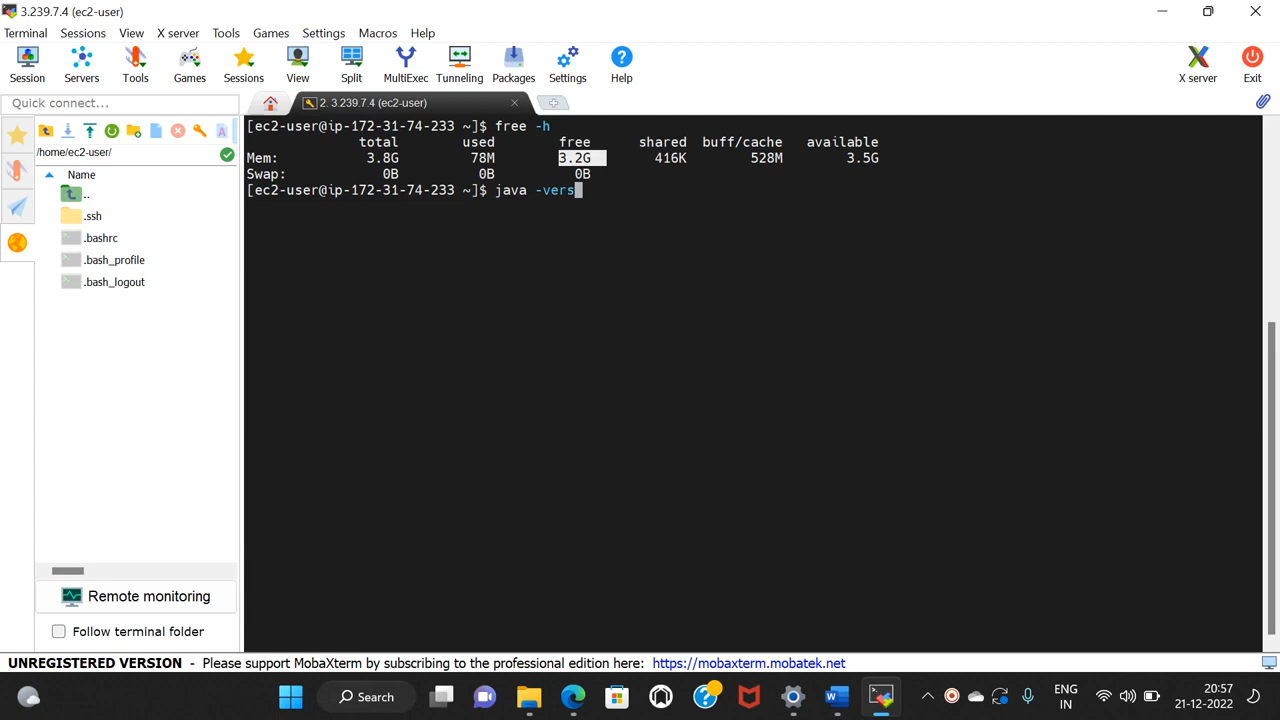 3.239.7.4 (ec2-user)
Terminal Sessions View X server Tools Games Settings Macros Help
Session Servers Tools Games Sessions View Split MultiExec Tunneling Packages Settings Help X server Exit
Quick connect...
2. 3.239.7.4 (ec2-user)
/home/ec2-user/
Name
..
.ssh
.bashrc
.bash_profile
.bash_logout
[ec2-user@ip-172-31-74-233 ~]$ free -h
total used free shared buff/cache available
Mem: 3.8G 78M 3.2G 416K 528M 3.5G
Swap: 0B 0B 0B
[ec2-user@ip-172-31-74-233 ~]$ java -vers
Remote monitoring
Follow terminal folder
UNREGISTERED VERSION - Please support MobaXterm by subscribing to the professional edition here: https://mobaxterm.mobatek.net
Search
ENG
IN
20:57
21-12-2022